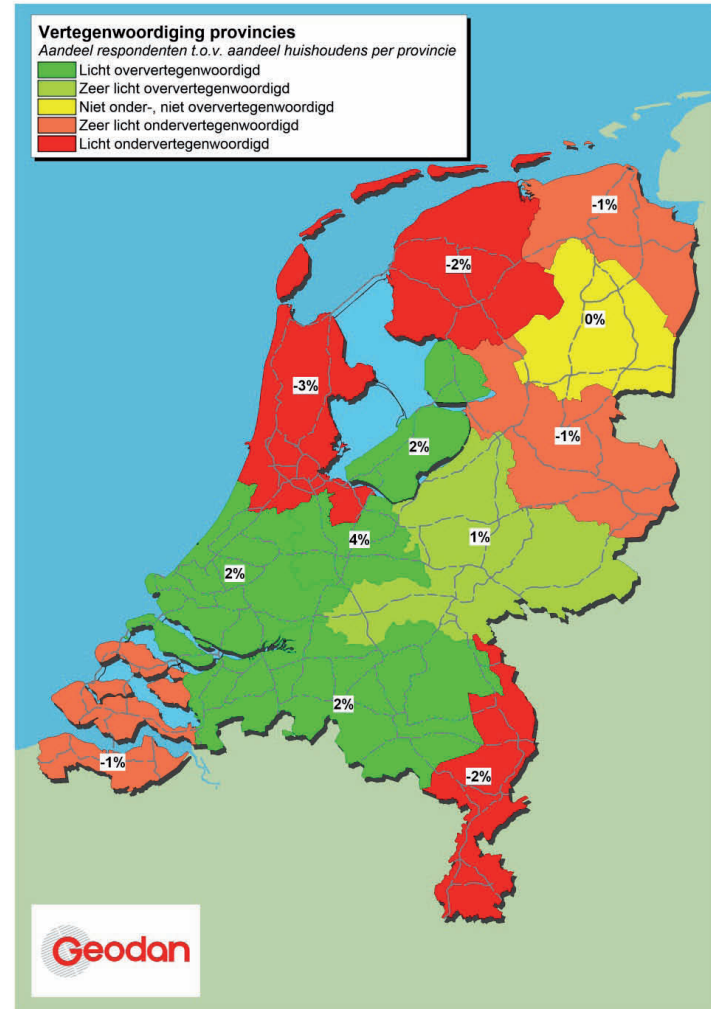 Vertegenwoordiging provincies
Aandeel respondenten t.o.v. aandeel huishoudens per provincie
Licht oververtegenwoordigd
Zeer licht oververtegenwoordigd
Niet onder-, niet oververtegenwoordigd
Zeer licht ondervertegenwoordigd
Licht ondervertegenwoordigd
-1%
-2%
0%
-3%
-1%
2%
4%
1%
2%
2%
-1%
-2%
Geodan